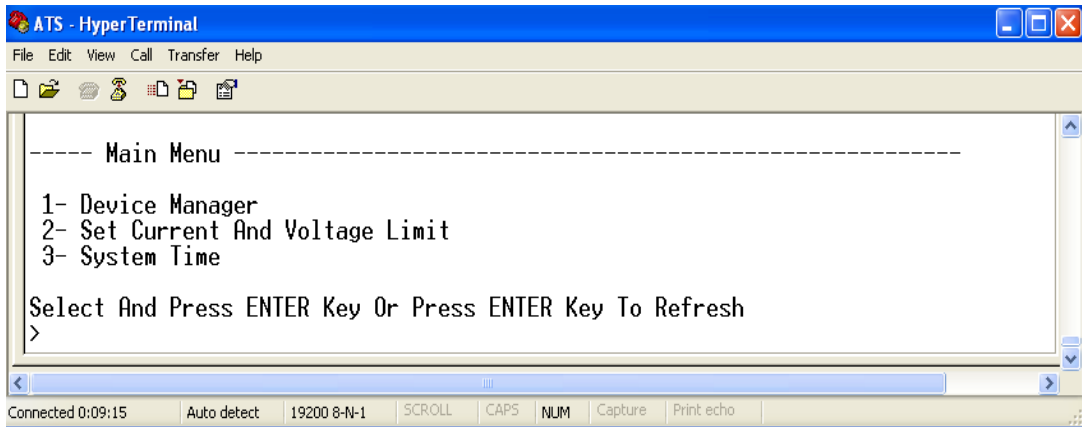 ATS - HyperTerminal
File Edit View Call Transfer Help
----- Main Menu ---------------------------------------------------------
1- Device Manager
2- Set Current And Voltage Limit
3- System Time
Select And Press ENTER Key Or Press ENTER Key To Refresh
>
Connected 0:09:15 Auto detect 19200 8-N-1 SCROLL CAPS NUM Capture Print echo